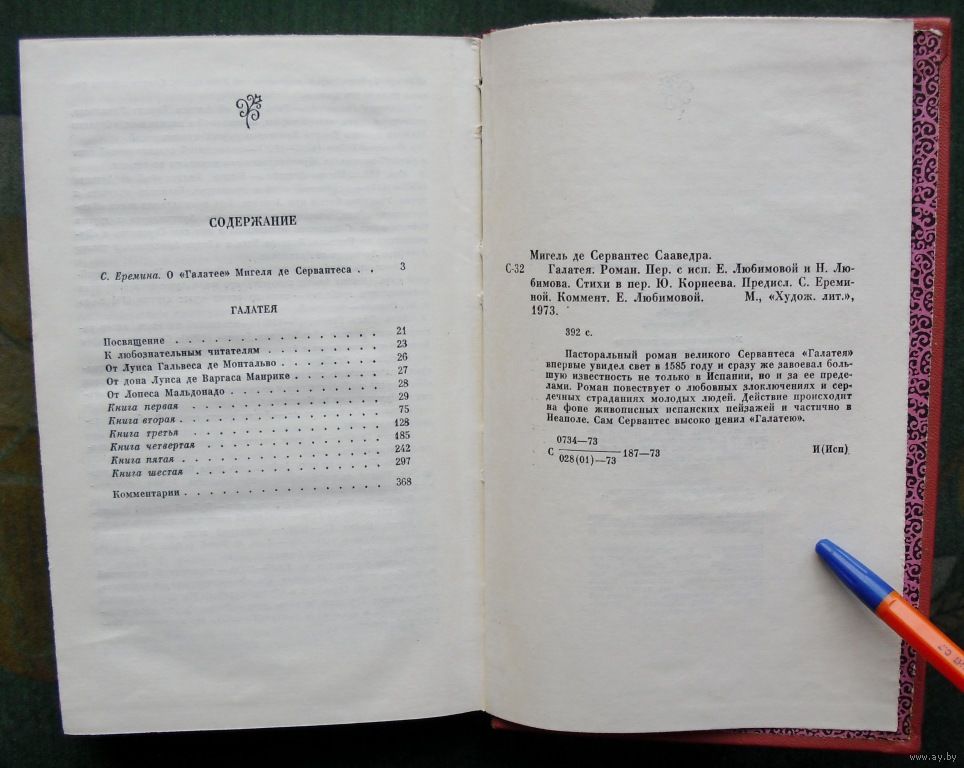 СОДЕРЖАНИЕ
С. Еремина. О «Галатее» Мигеля де Сервантеса . . 3
ГАЛАТЕЯ
Посвящение . . . . . . . . . . . . . . . 21
К любознательным читателям . . . . . . . . 23
От Луиса Гальвеса де Монтальво . . . . . . . 26
От дона Луиса де Варгаса Манрике . . . . . . 27
От Лопеса Мальдонадо . . . . . . . . . . . 28
Книга первая . . . . . . . . . . . . . . 29
Книга вторая . . . . . . . . . . . . . . 75
Книга третья . . . . . . . . . . . . . . 128
Книга четвертая . . . . . . . . . . . . . 185
Книга пятая . . . . . . . . . . . . . . 242
Книга шестая . . . . . . . . . . . . . . 297
Комментарии . . . . . . . . . . . . . . 368
Мигель де Сервантес Сааведра.
С-32 Галатея. Роман. Пер. с исп. Е. Любимовой и Н. Лю-
бимова. Стихи в пер. Ю. Корнеева. Предисл. С. Ереми-
ной. Коммент. Е. Любимовой. М., «Худож. лит.»,
1973.
392 с.
Пасторальный роман великого Сервантеса «Галатея»
впервые увидел свет в 1585 году и сразу же завоевал боль-
шую известность не только в Испании, но и за ее преде-
лами. Роман повествует о любовных злоключениях и сер-
дечных страданиях молодых людей. Действие происходит
на фоне живописных испанских пейзажей и частично в
Неаполе. Сам Сервантес высоко ценил «Галатею».
0734—73
С 187—73 И(Исп)
028(01)—73
www.ay.by